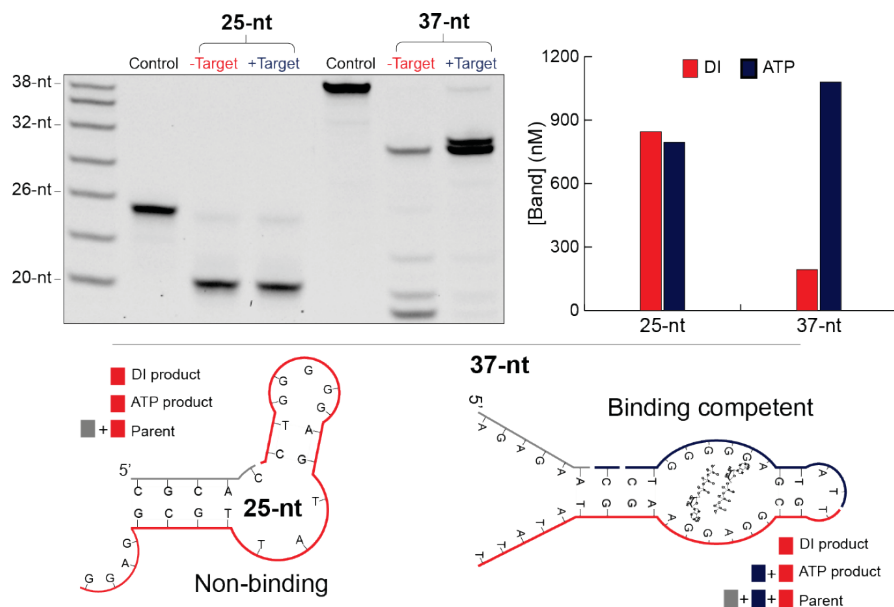 25-nt
37-nt
Control
-Target
+Target
Control
-Target
+Target
38-nt
32-nt
26-nt
20-nt
DI
ATP
[Band] (nM)
1200
900
600
300
0
25-nt
37-nt
DI product
ATP product
+ Parent
5'
C G C A C
G C G T
C T G G G G A G
T A T
25-nt
G G A G
Non-binding
37-nt
Binding competent
5'
A G A G A
A C C T G G G G G A G T A T T
T T A T A T G G A A G G A G G C G
DI product
+ ATP product
+ + Parent